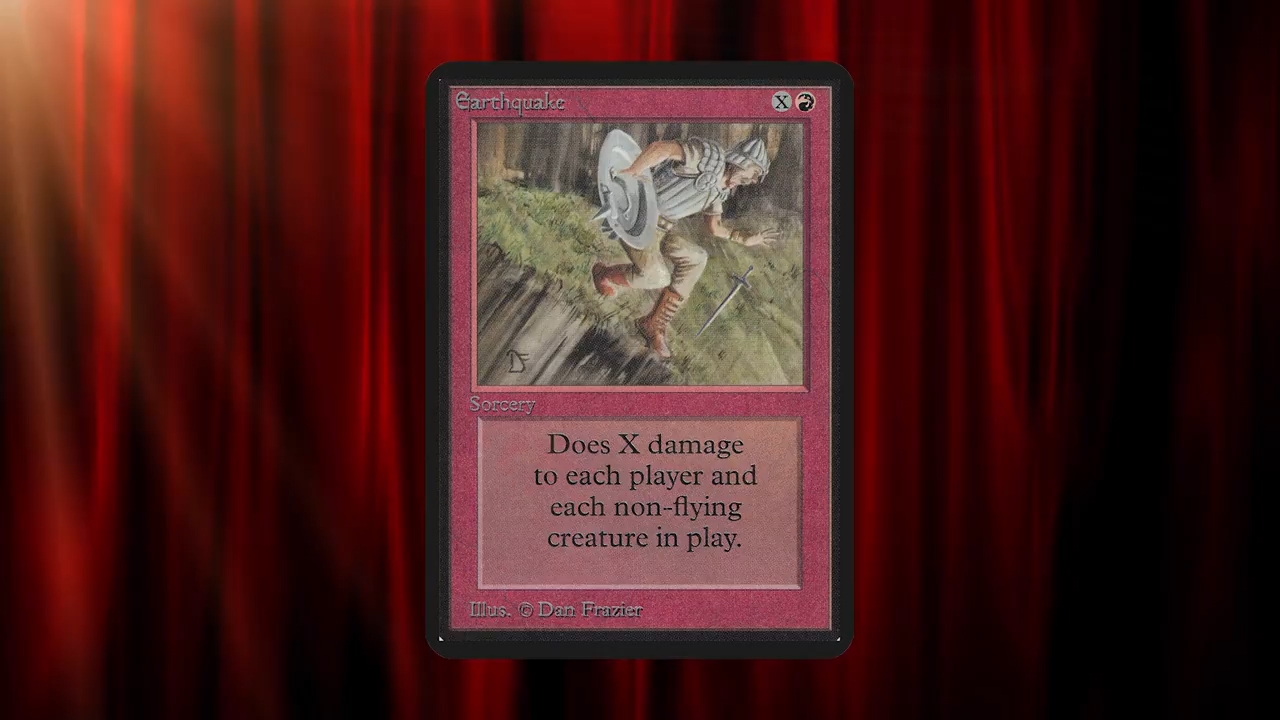 Earthquake X
Sorcery
Does X damage
to each player and
each non-flying
creature in play.
Illus. © Dan Frazier